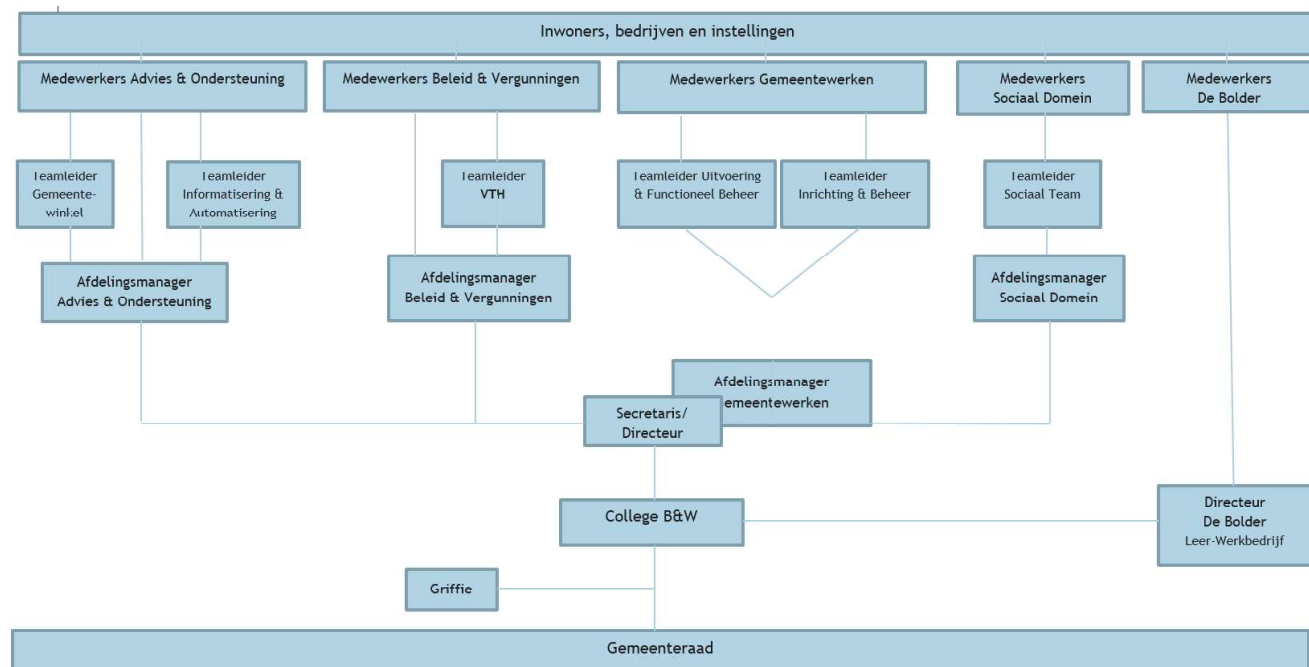 Inwoners, bedrijven en instellingen
Medewerkers Advies & Ondersteuning
Medewerkers Beleid & Vergunningen
Medewerkers Gemeentewerken
Medewerkers
Sociaal Domein
Medewerkers
De Bolder
Teamleider
Gemeente-
winkel
Teamleider
Informatisering &
Automatisering
Teamleider
VTH
Teamleider Uitvoering
& Functioneel Beheer
Teamleider
Inrichting & Beheer
Teamleider
Sociaal Team
Afdelingsmanager
Advies & Ondersteuning
Afdelingsmanager
Beleid & Vergunningen
Afdelingsmanager
Sociaal Domein
Afdelingsmanager
emeentewerken
Secretaris/
Directeur
College B&W
Directeur
De Bolder
Leer-Werkbedrijf
Griffie
Gemeenteraad